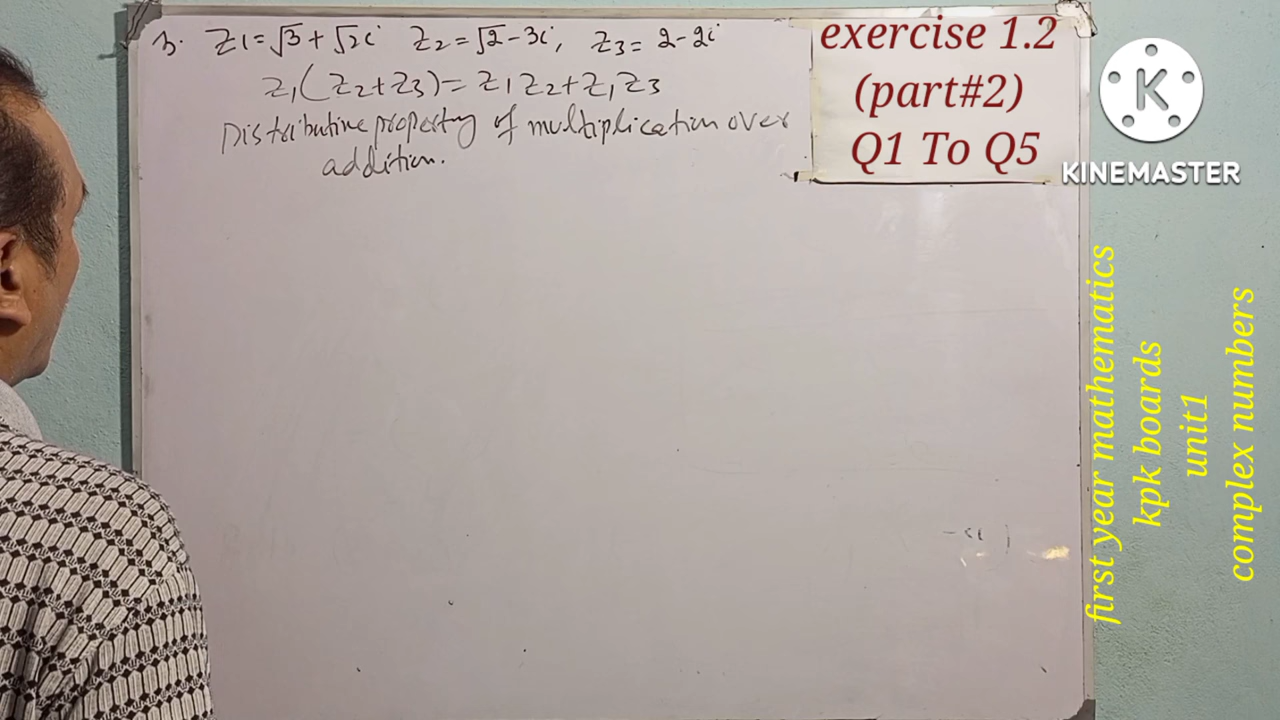 3. Z1 = √3 + √2i Z2 = √2 - 3i, Z3 = 2 - 2i
Z1(Z2+Z3) = Z1Z2 + Z1Z3
Distributive property of multiplication over
addition.
exercise 1.2
(part#2)
Q1 To Q5
K
KINEMASTER
first year mathematics
kpk boards
unit1
complex numbers